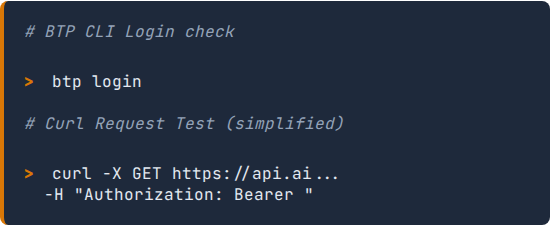 # BTP CLI Login check
> btp login
# Curl Request Test (simplified)
> curl -X GET https://api.ai...
-H "Authorization: Bearer "